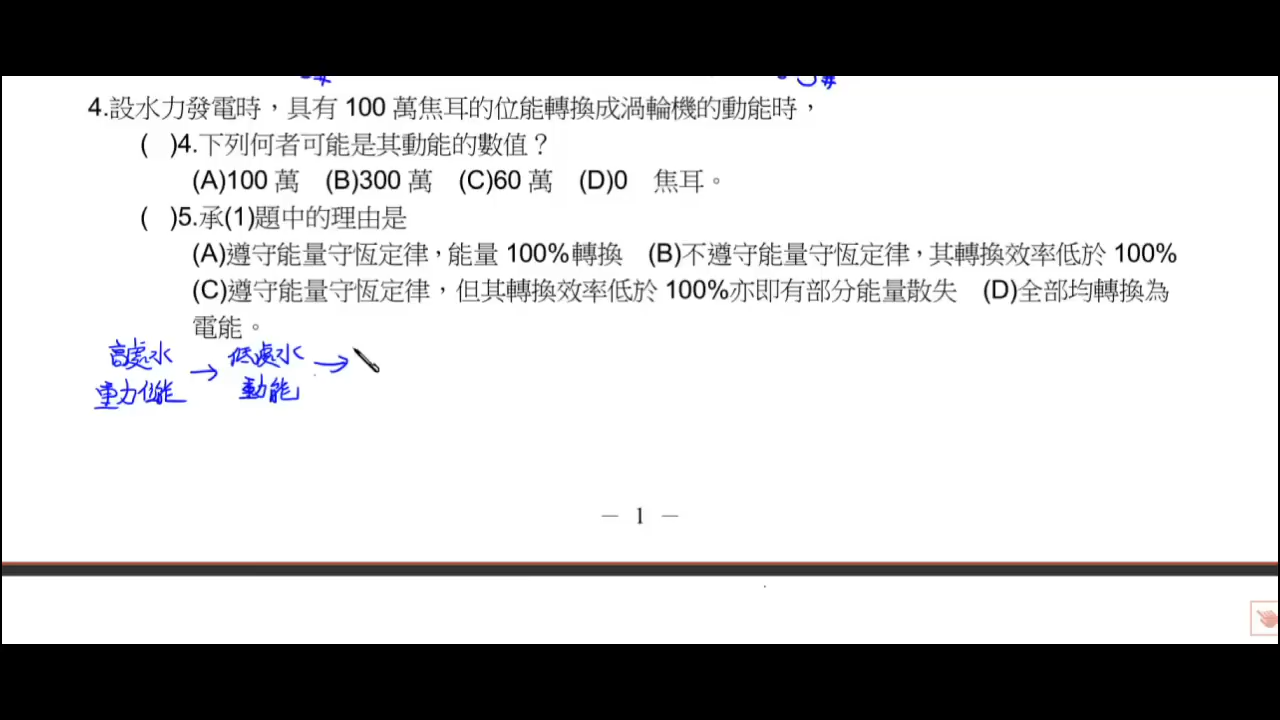 4.設水力發電時，具有 100 萬焦耳的位能轉換成渦輪機的動能時，
( )4.下列何者可能是其動能的數值？
(A)100 萬 (B)300 萬 (C)60 萬 (D)0 焦耳。
( )5.承(1)題中的理由是
(A)遵守能量守恆定律，能量 100%轉換 (B)不遵守能量守恆定律，其轉換效率低於 100%
(C)遵守能量守恆定律，但其轉換效率低於 100%亦即有部分能量散失 (D)全部均轉換為
電能。
高處水 → 低處水 →
重力位能 動能
－ 1 －